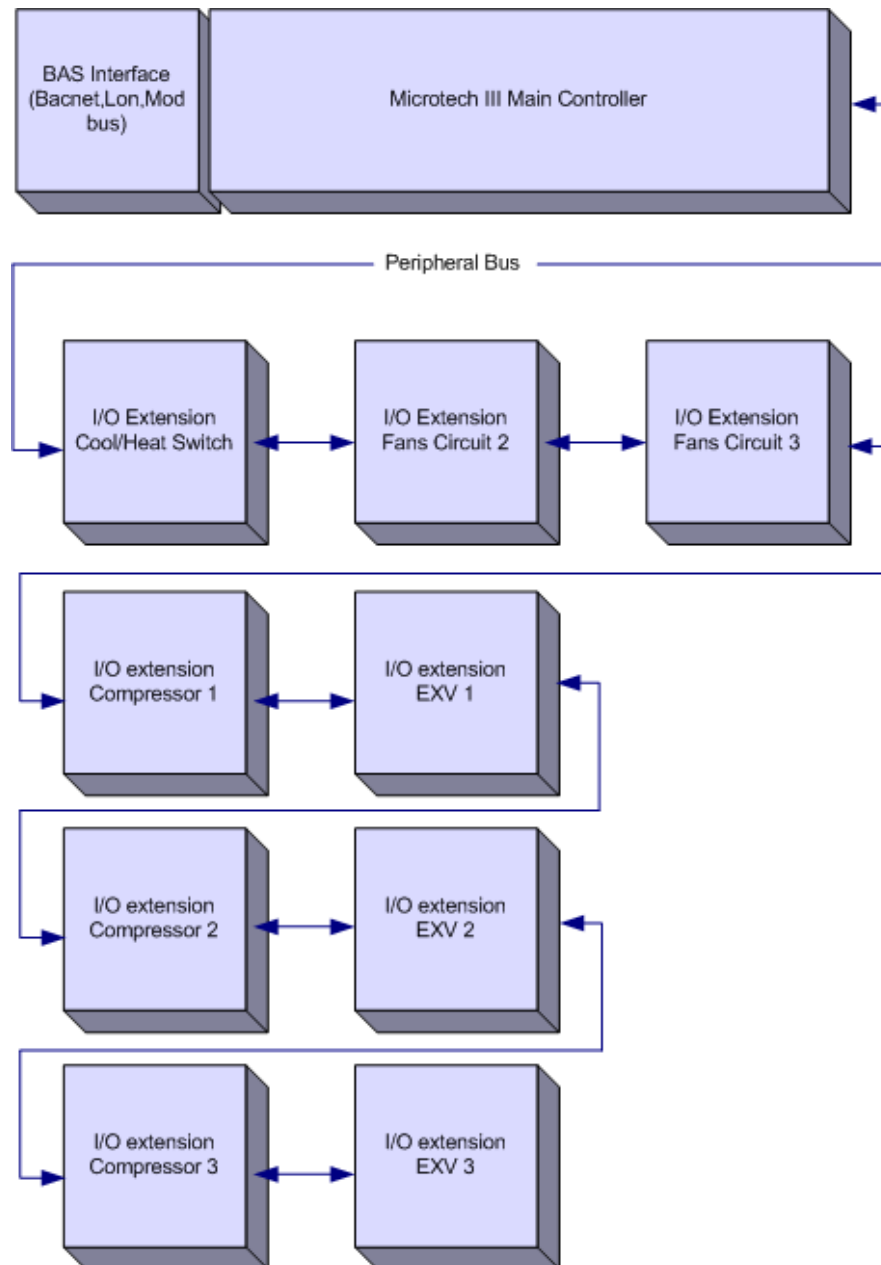 BAS Interface
(Bacnet,Lon,Mod
bus)
Microtech III Main Controller
Peripheral Bus
I/O Extension
Cool/Heat Switch
I/O Extension
Fans Circuit 2
I/O Extension
Fans Circuit 3
I/O extension
Compressor 1
I/O extension
EXV 1
I/O extension
Compressor 2
I/O extension
EXV 2
I/O extension
Compressor 3
I/O extension
EXV 3